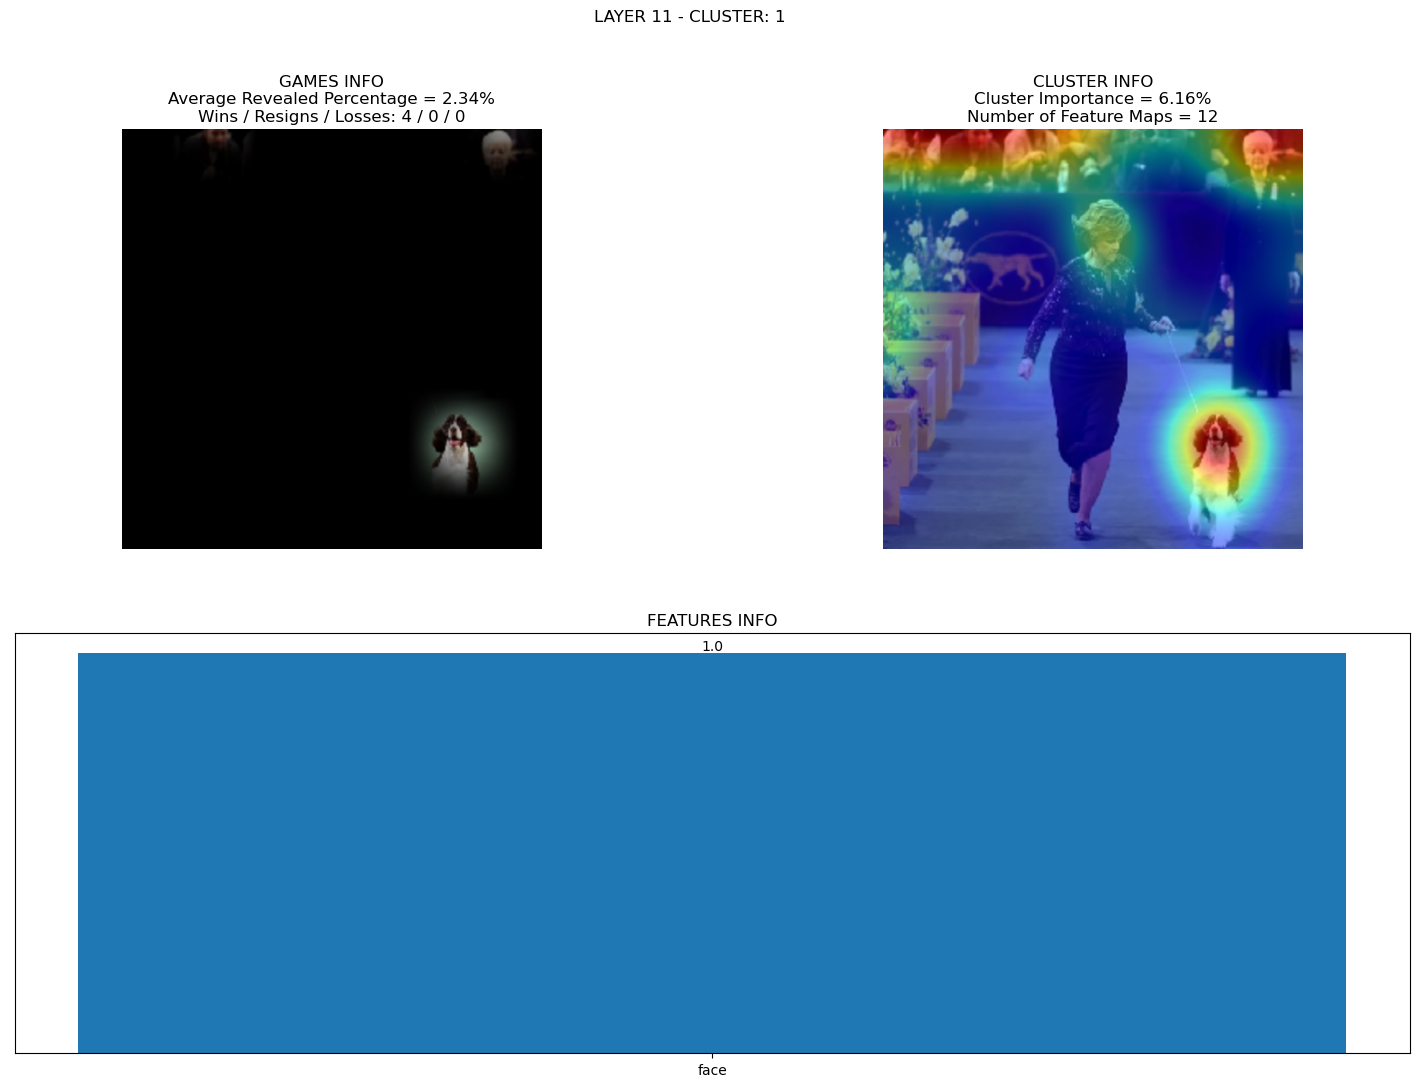 LAYER 11 - CLUSTER: 1
GAMES INFO
Average Revealed Percentage = 2.34%
Wins / Resigns / Losses: 4 / 0 / 0
CLUSTER INFO
Cluster Importance = 6.16%
Number of Feature Maps = 12
FEATURES INFO
1.0
face